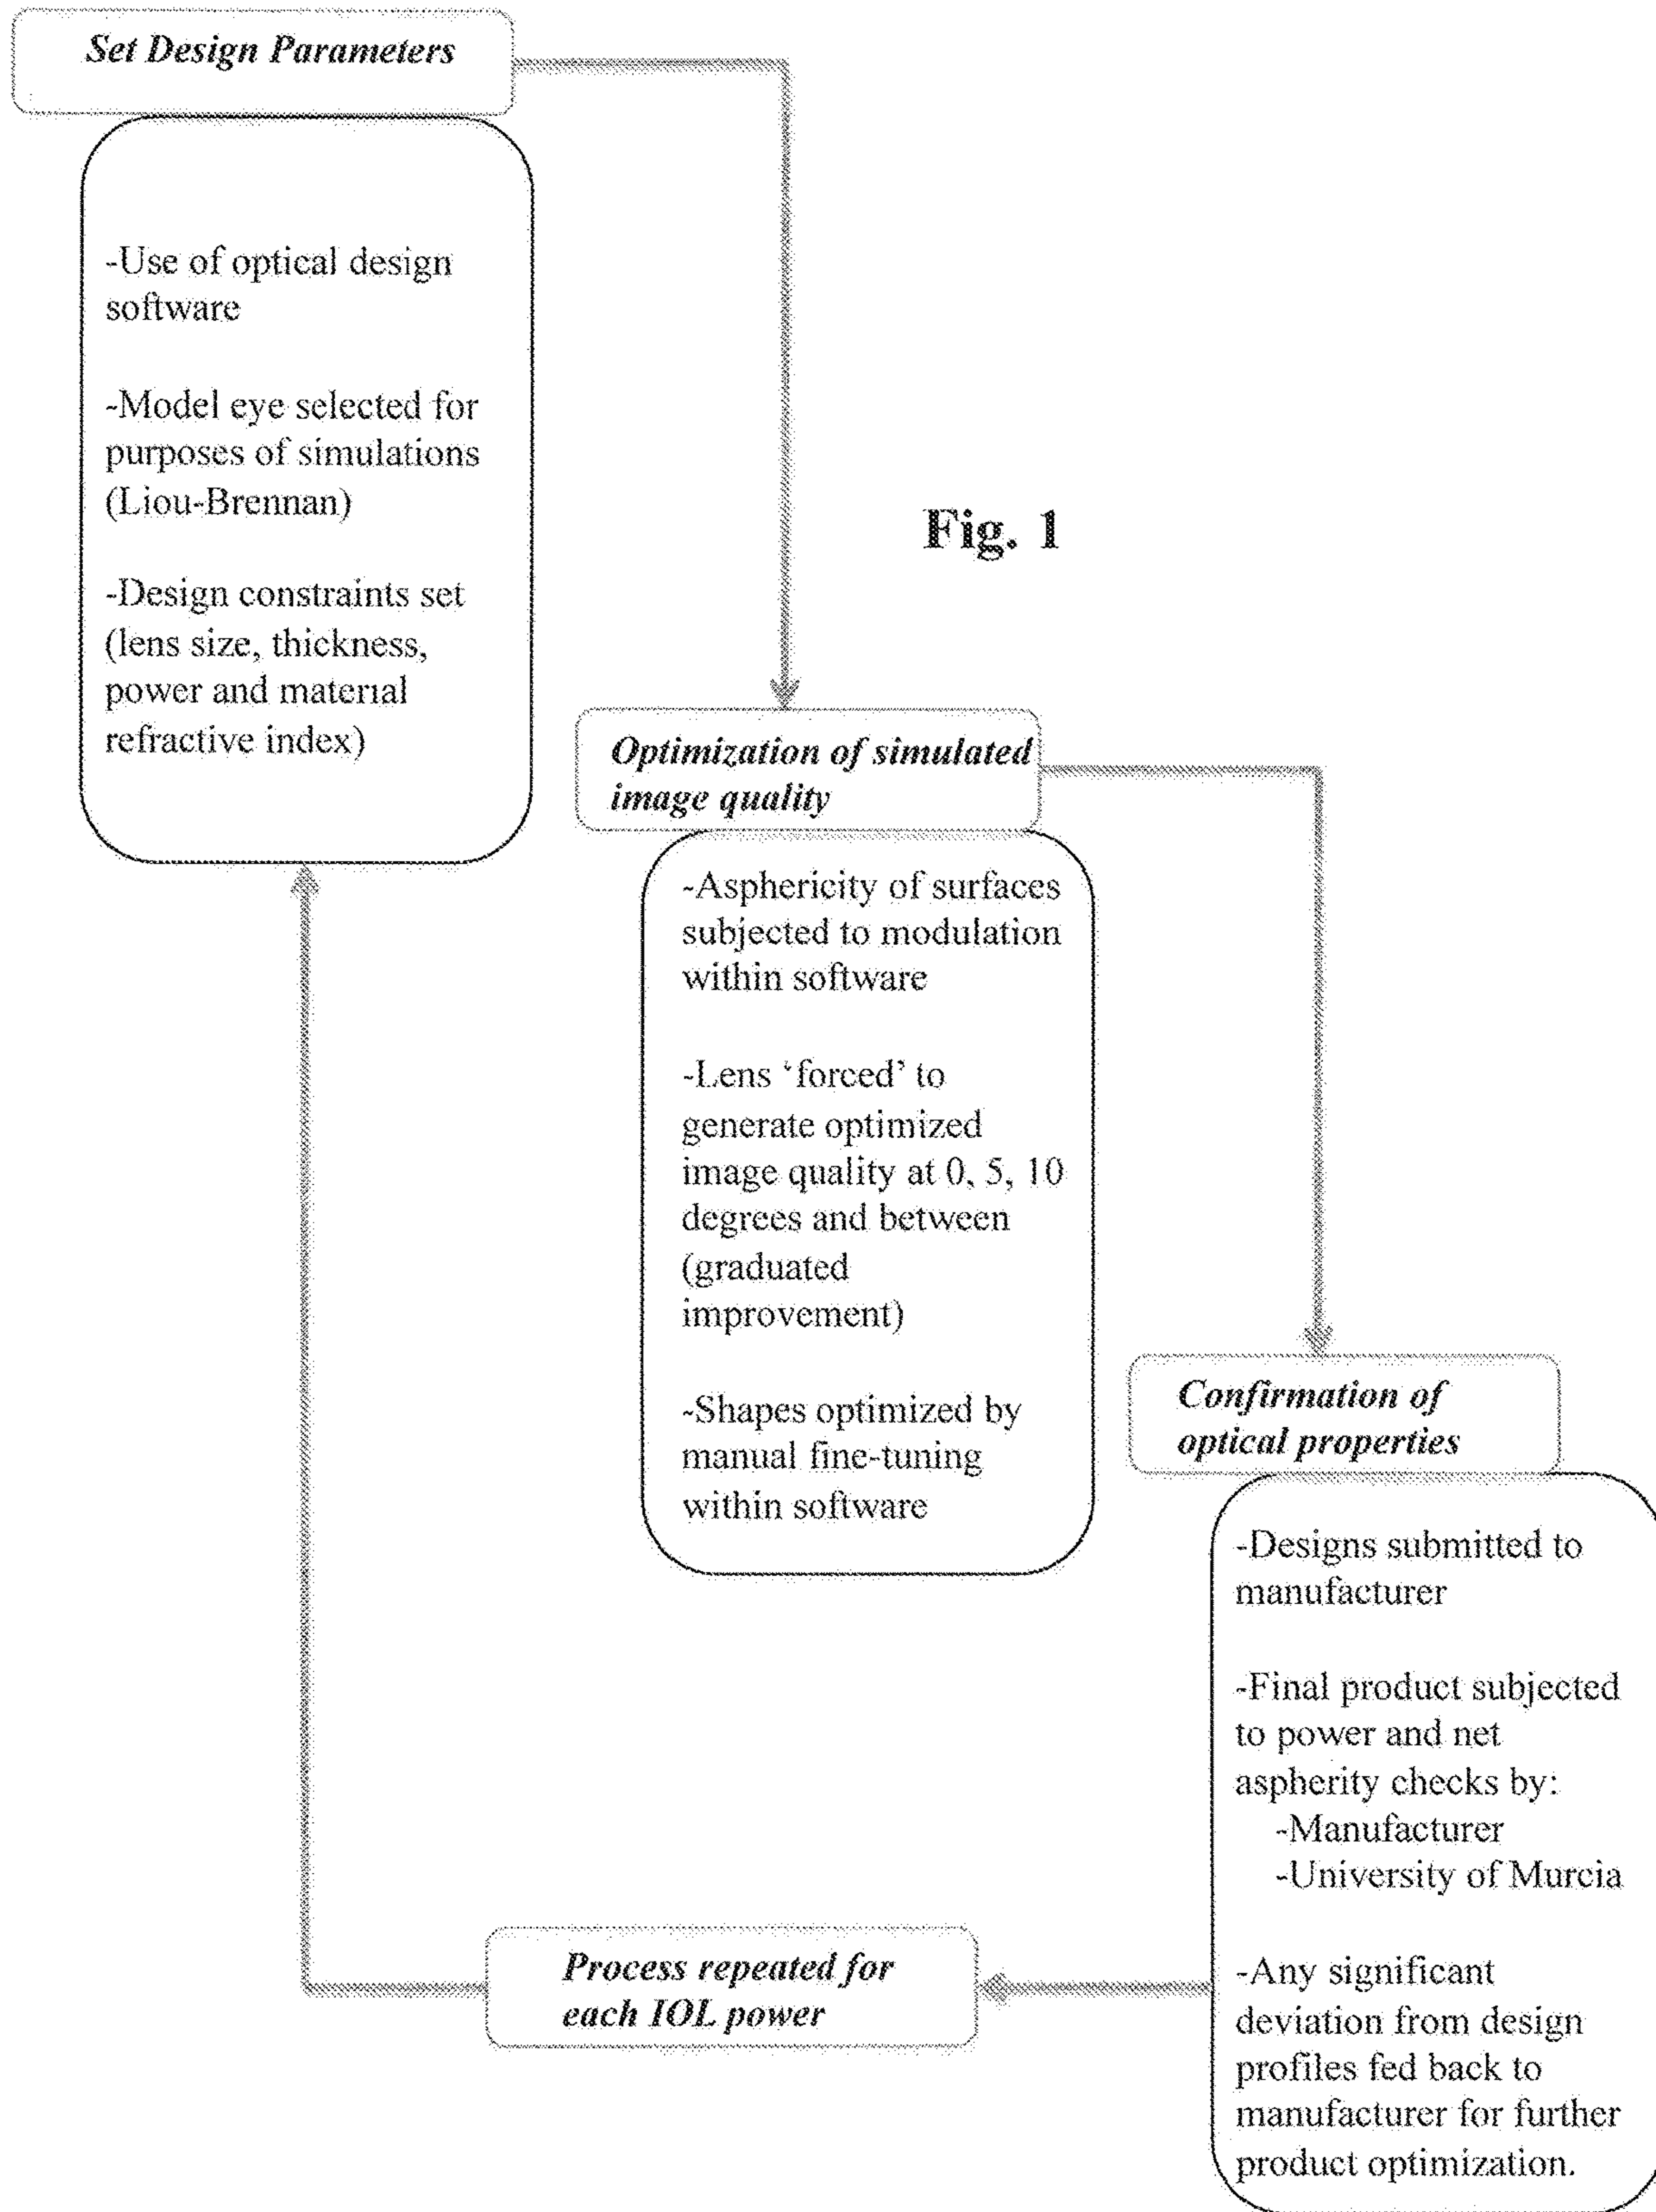 Set Design Parameters
-Use of optical design
software
-Model eye selected for
purposes of simulations
(Liou-Brennan)
-Design constraints set
(lens size, thickness,
power and material
refractive index)
Fig. 1
Optimization of simulated
image quality
-Asphericity of surfaces
subjected to modulation
within software
-Lens ‘forced’ to
generate optimized
image quality at 0, 5, 10
degrees and between
(graduated
improvement)
-Shapes optimized by
manual fine-tuning
within software
Confirmation of
optical properties
-Designs submitted to
manufacturer
-Final product subjected
to power and net
aspherity checks by:
-Manufacturer
-University of Murcia
-Any significant
deviation from design
profiles fed back to
manufacturer for further
product optimization.
Process repeated for
each IOL power